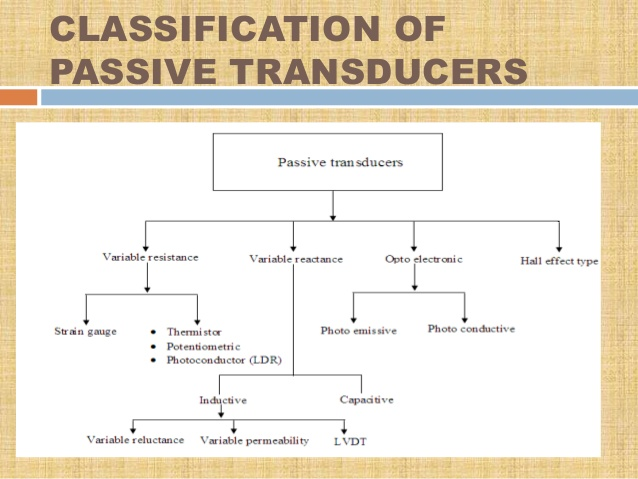 CLASSIFICATION OF
PASSIVE TRANSDUCERS
Passive transducers
Variable resistance
Variable reactance
Opto electronic
Hall effect type
Strain gauge
• Thermistor
• Potentiometric
• Photoconductor (LDR)
Photo emissive
Photo conductive
Inductive
Capacitive
Variable reluctance
Variable permeability
LVDT